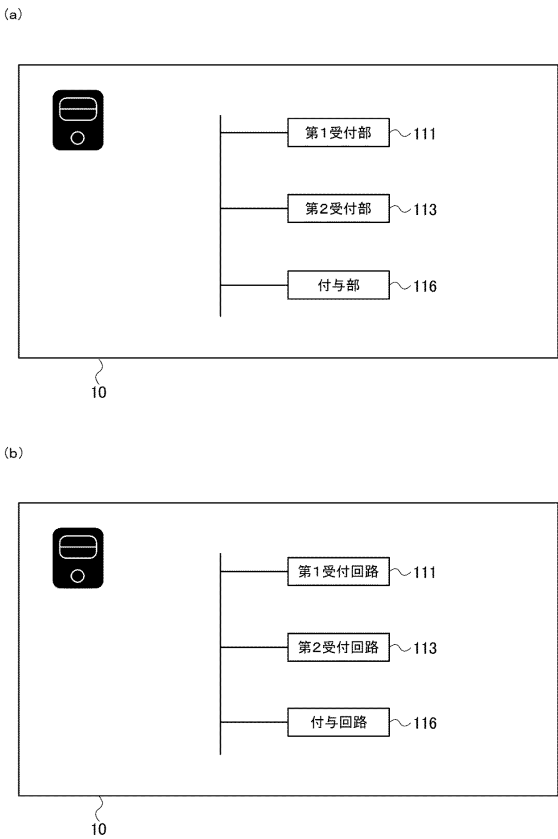 (a)
第1受付部 111
第2受付部 113
付与部 116
10
(b)
第1受付回路 111
第2受付回路 113
付与回路 116
10